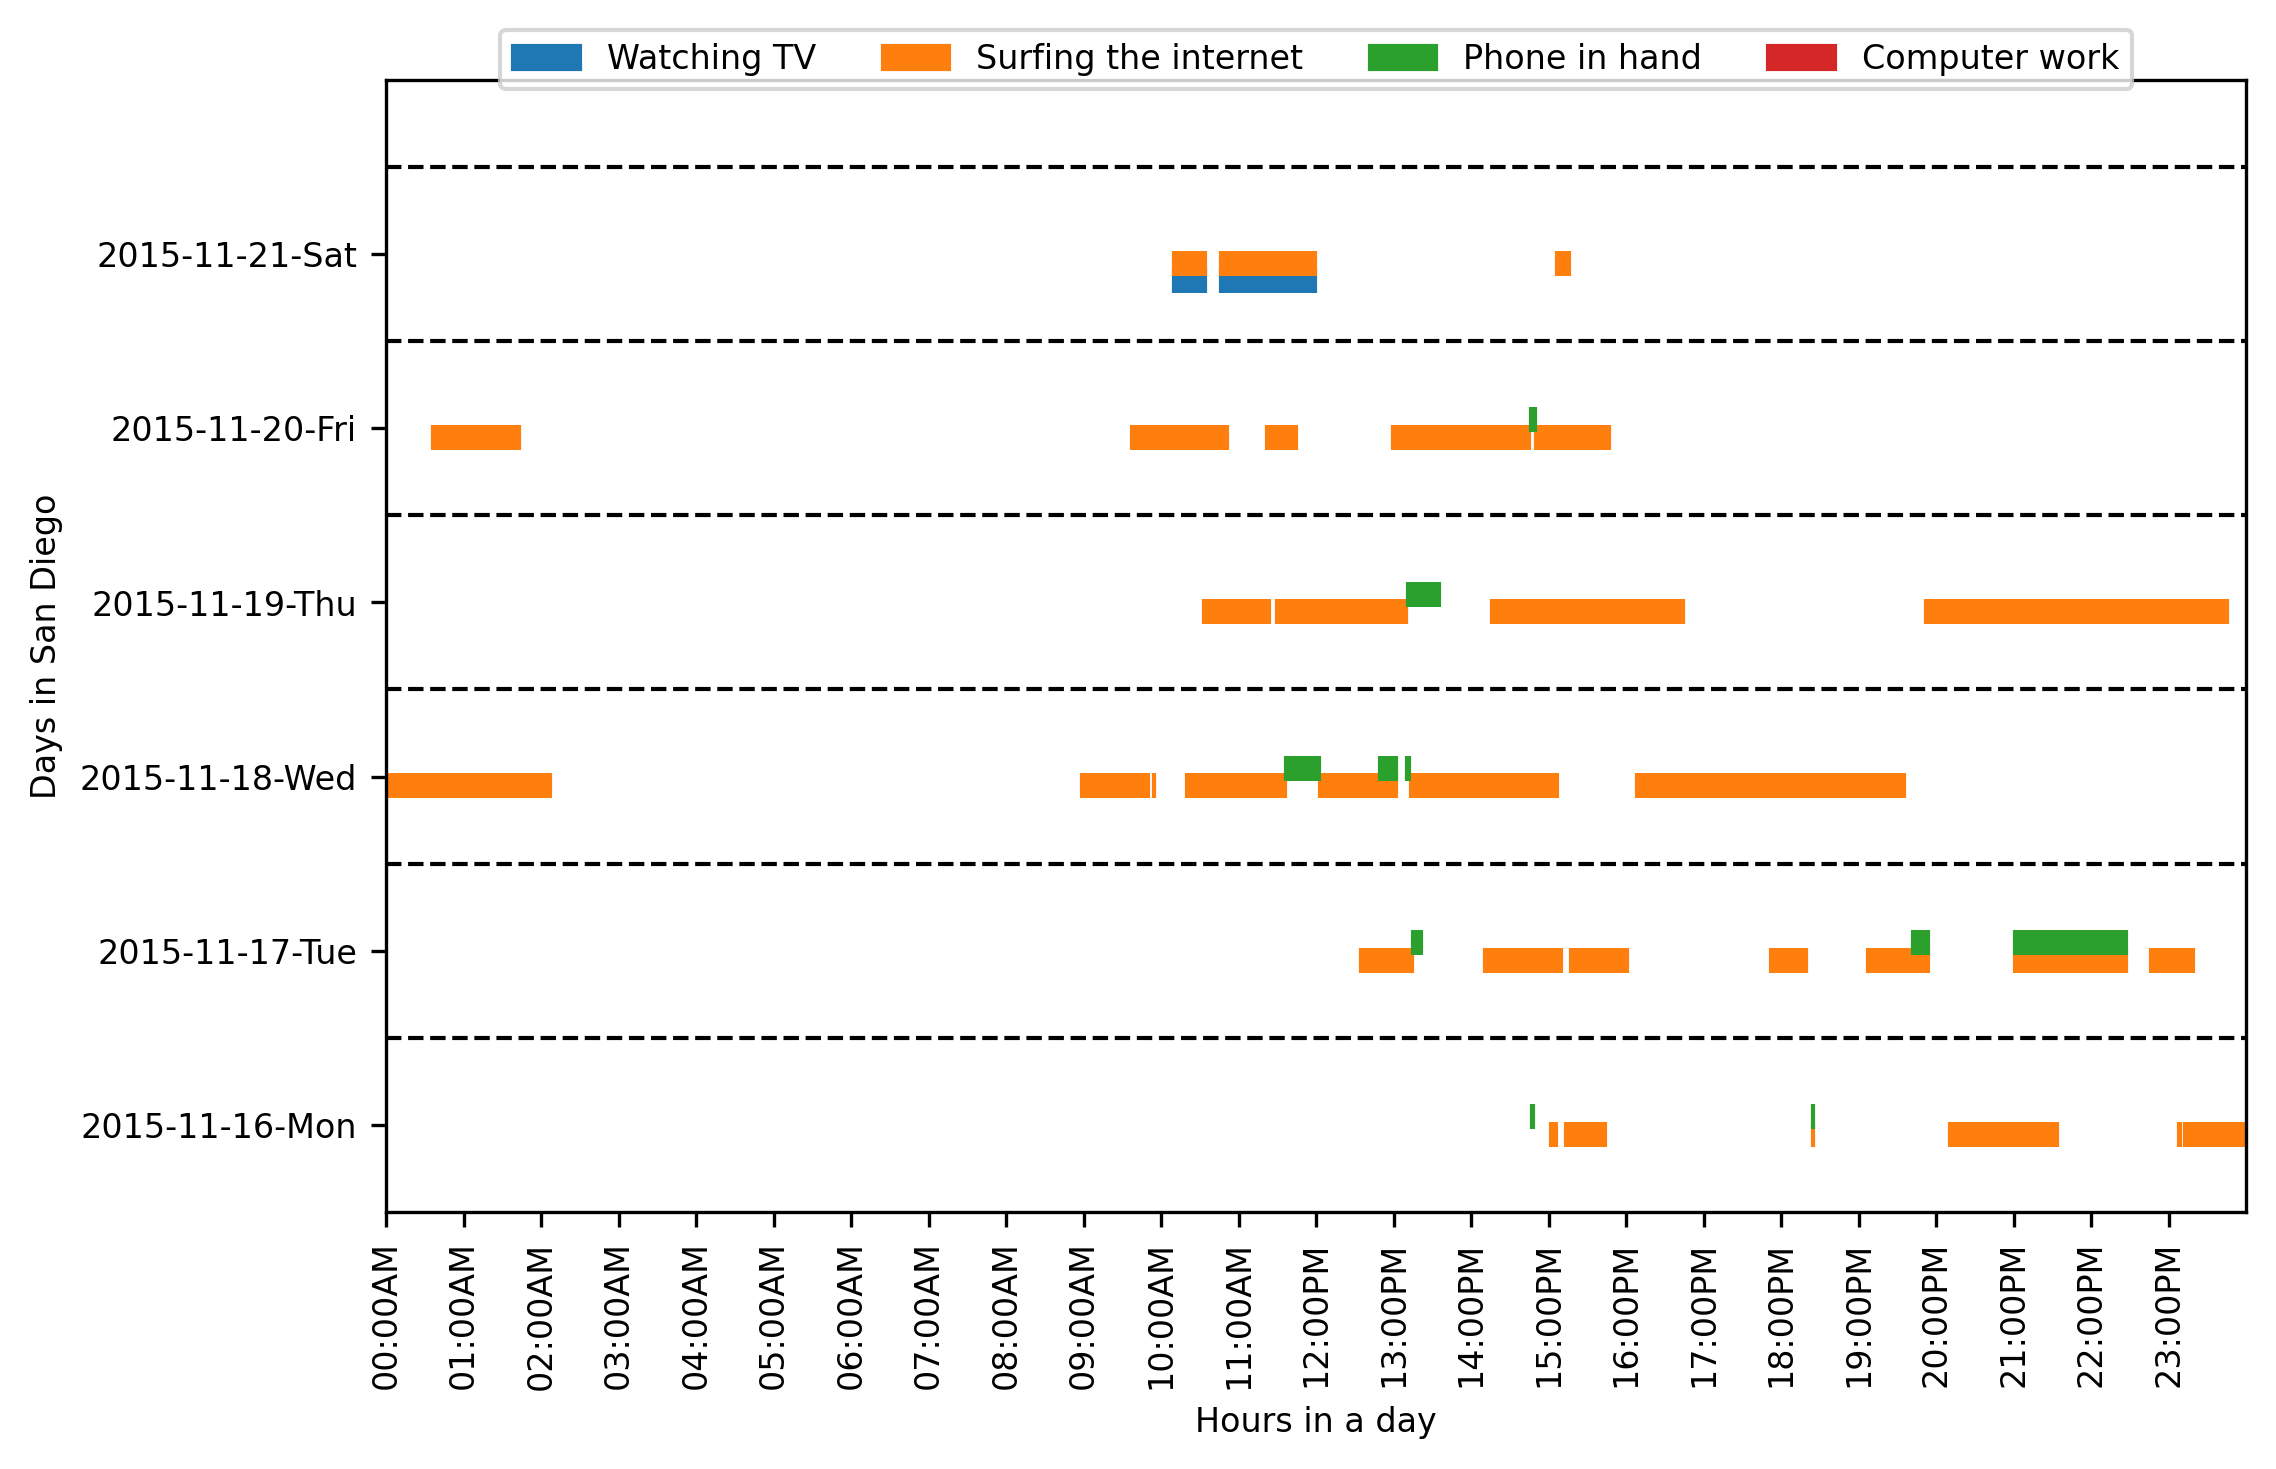 Watching TV Surfing the internet Phone in hand Computer work
2015-11-21-Sat
2015-11-20-Fri
2015-11-19-Thu
2015-11-18-Wed
2015-11-17-Tue
2015-11-16-Mon
Days in San Diego
00:00AM 01:00AM 02:00AM 03:00AM 04:00AM 05:00AM 06:00AM 07:00AM 08:00AM 09:00AM 10:00AM 11:00AM 12:00PM 13:00PM 14:00PM 15:00PM 16:00PM 17:00PM 18:00PM 19:00PM 20:00PM 21:00PM 22:00PM 23:00PM
Hours in a day